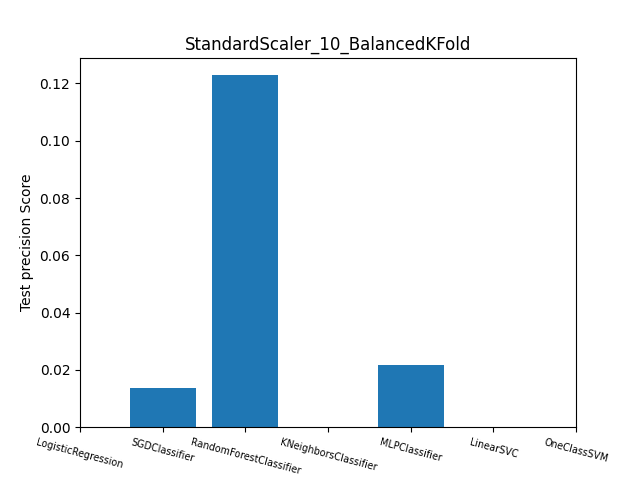 StandardScaler_10_BalancedKFold
Test precision Score
0.12
0.10
0.08
0.06
0.04
0.02
0.00
LogisticRegression
SGDClassifier
RandomForestClassifier
KNeighborsClassifier
MLPClassifier
LinearSVC
OneClassSVM